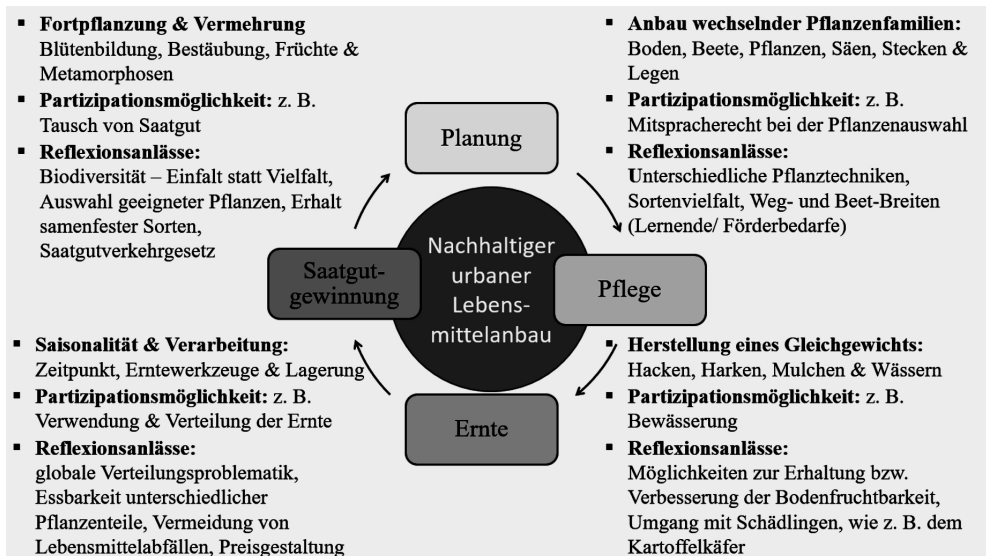 ▪ Fortpflanzung & Vermehrung
Blütenbildung, Bestäubung, Früchte &
Metamorphosen
▪ Partizipationsmöglichkeit: z. B.
Tausch von Saatgut
▪ Reflexionsanlässe:
Biodiversität – Einfalt statt Vielfalt,
Auswahl geeigneter Pflanzen, Erhalt
samenfester Sorten,
Saatgutverkehrgesetz
Planung
▪ Anbau wechselnder Pflanzenfamilien:
Boden, Beete, Pflanzen, Säen, Stecken &
Legen
▪ Partizipationsmöglichkeit: z. B.
Mitspracherecht bei der Pflanzenauswahl
▪ Reflexionsanlässe:
Unterschiedliche Pflanztechniken,
Sortenvielfalt, Weg- und Beet-Breiten
(Lernende/ Förderbedarfe)
Saatgut-
gewinnung
Nachhaltiger
urbaner
Lebens-
mittelanbau
Pflege
▪ Saisonalität & Verarbeitung:
Zeitpunkt, Erntewerkzeuge & Lagerung
▪ Partizipationsmöglichkeit: z. B.
Verwendung & Verteilung der Ernte
▪ Reflexionsanlässe:
globale Verteilungsproblematik,
Essbarkeit unterschiedlicher
Pflanzenteile, Vermeidung von
Lebensmittelabfällen, Preisgestaltung
Ernte
▪ Herstellung eines Gleichgewichts:
Hacken, Harken, Mulchen & Wässern
▪ Partizipationsmöglichkeit: z. B.
Bewässerung
▪ Reflexionsanlässe:
Möglichkeiten zur Erhaltung bzw.
Verbesserung der Bodenfruchtbarkeit,
Umgang mit Schädlingen, wie z. B. dem
Kartoffelkäfer